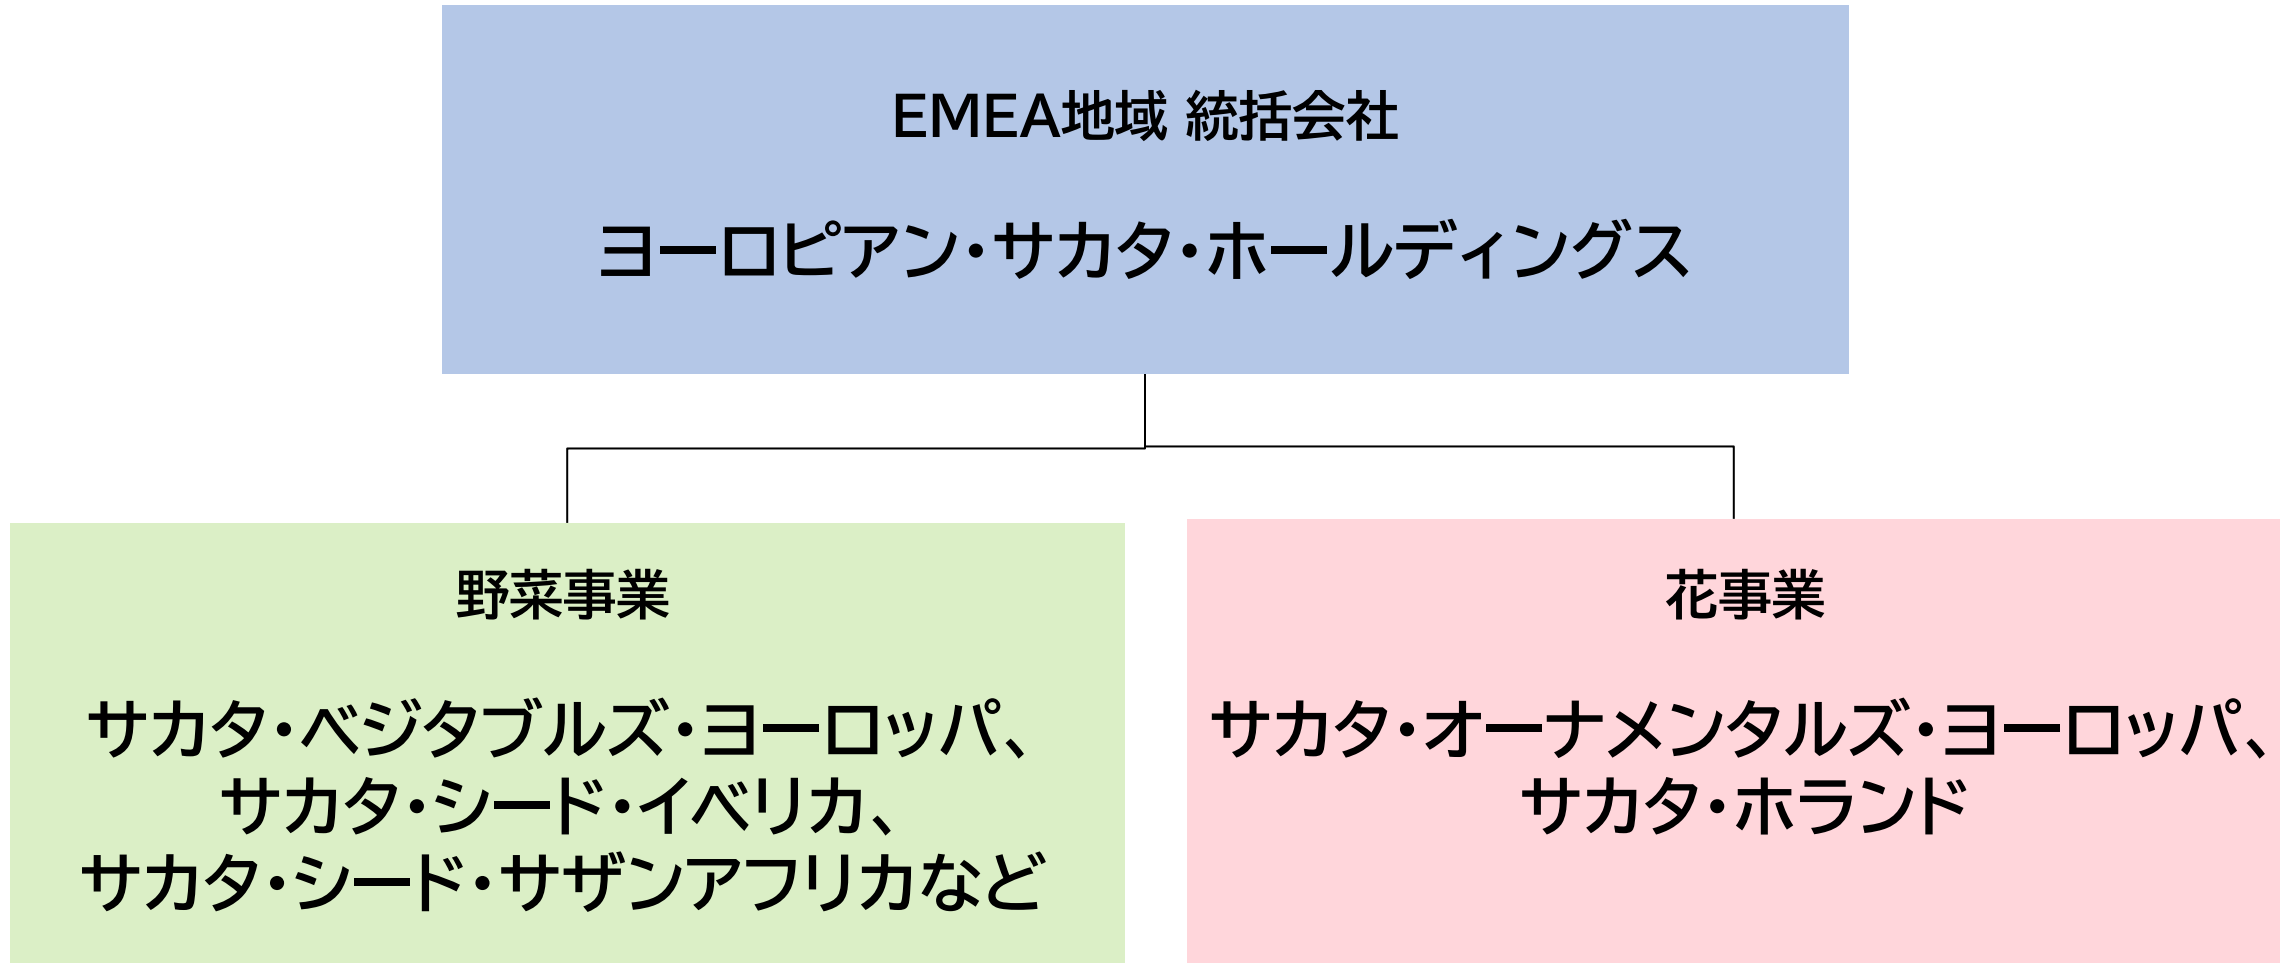 EMEA地域 統括会社
ヨーロピアン・サカタ・ホールディングス
野菜事業
サカタ・ベジタブルズ・ヨーロッパ、
サカタ・シード・イベリカ、
サカタ・シード・サザンアフリカなど
花事業
サカタ・オーナメンタルズ・ヨーロッパ、
サカタ・ホランド